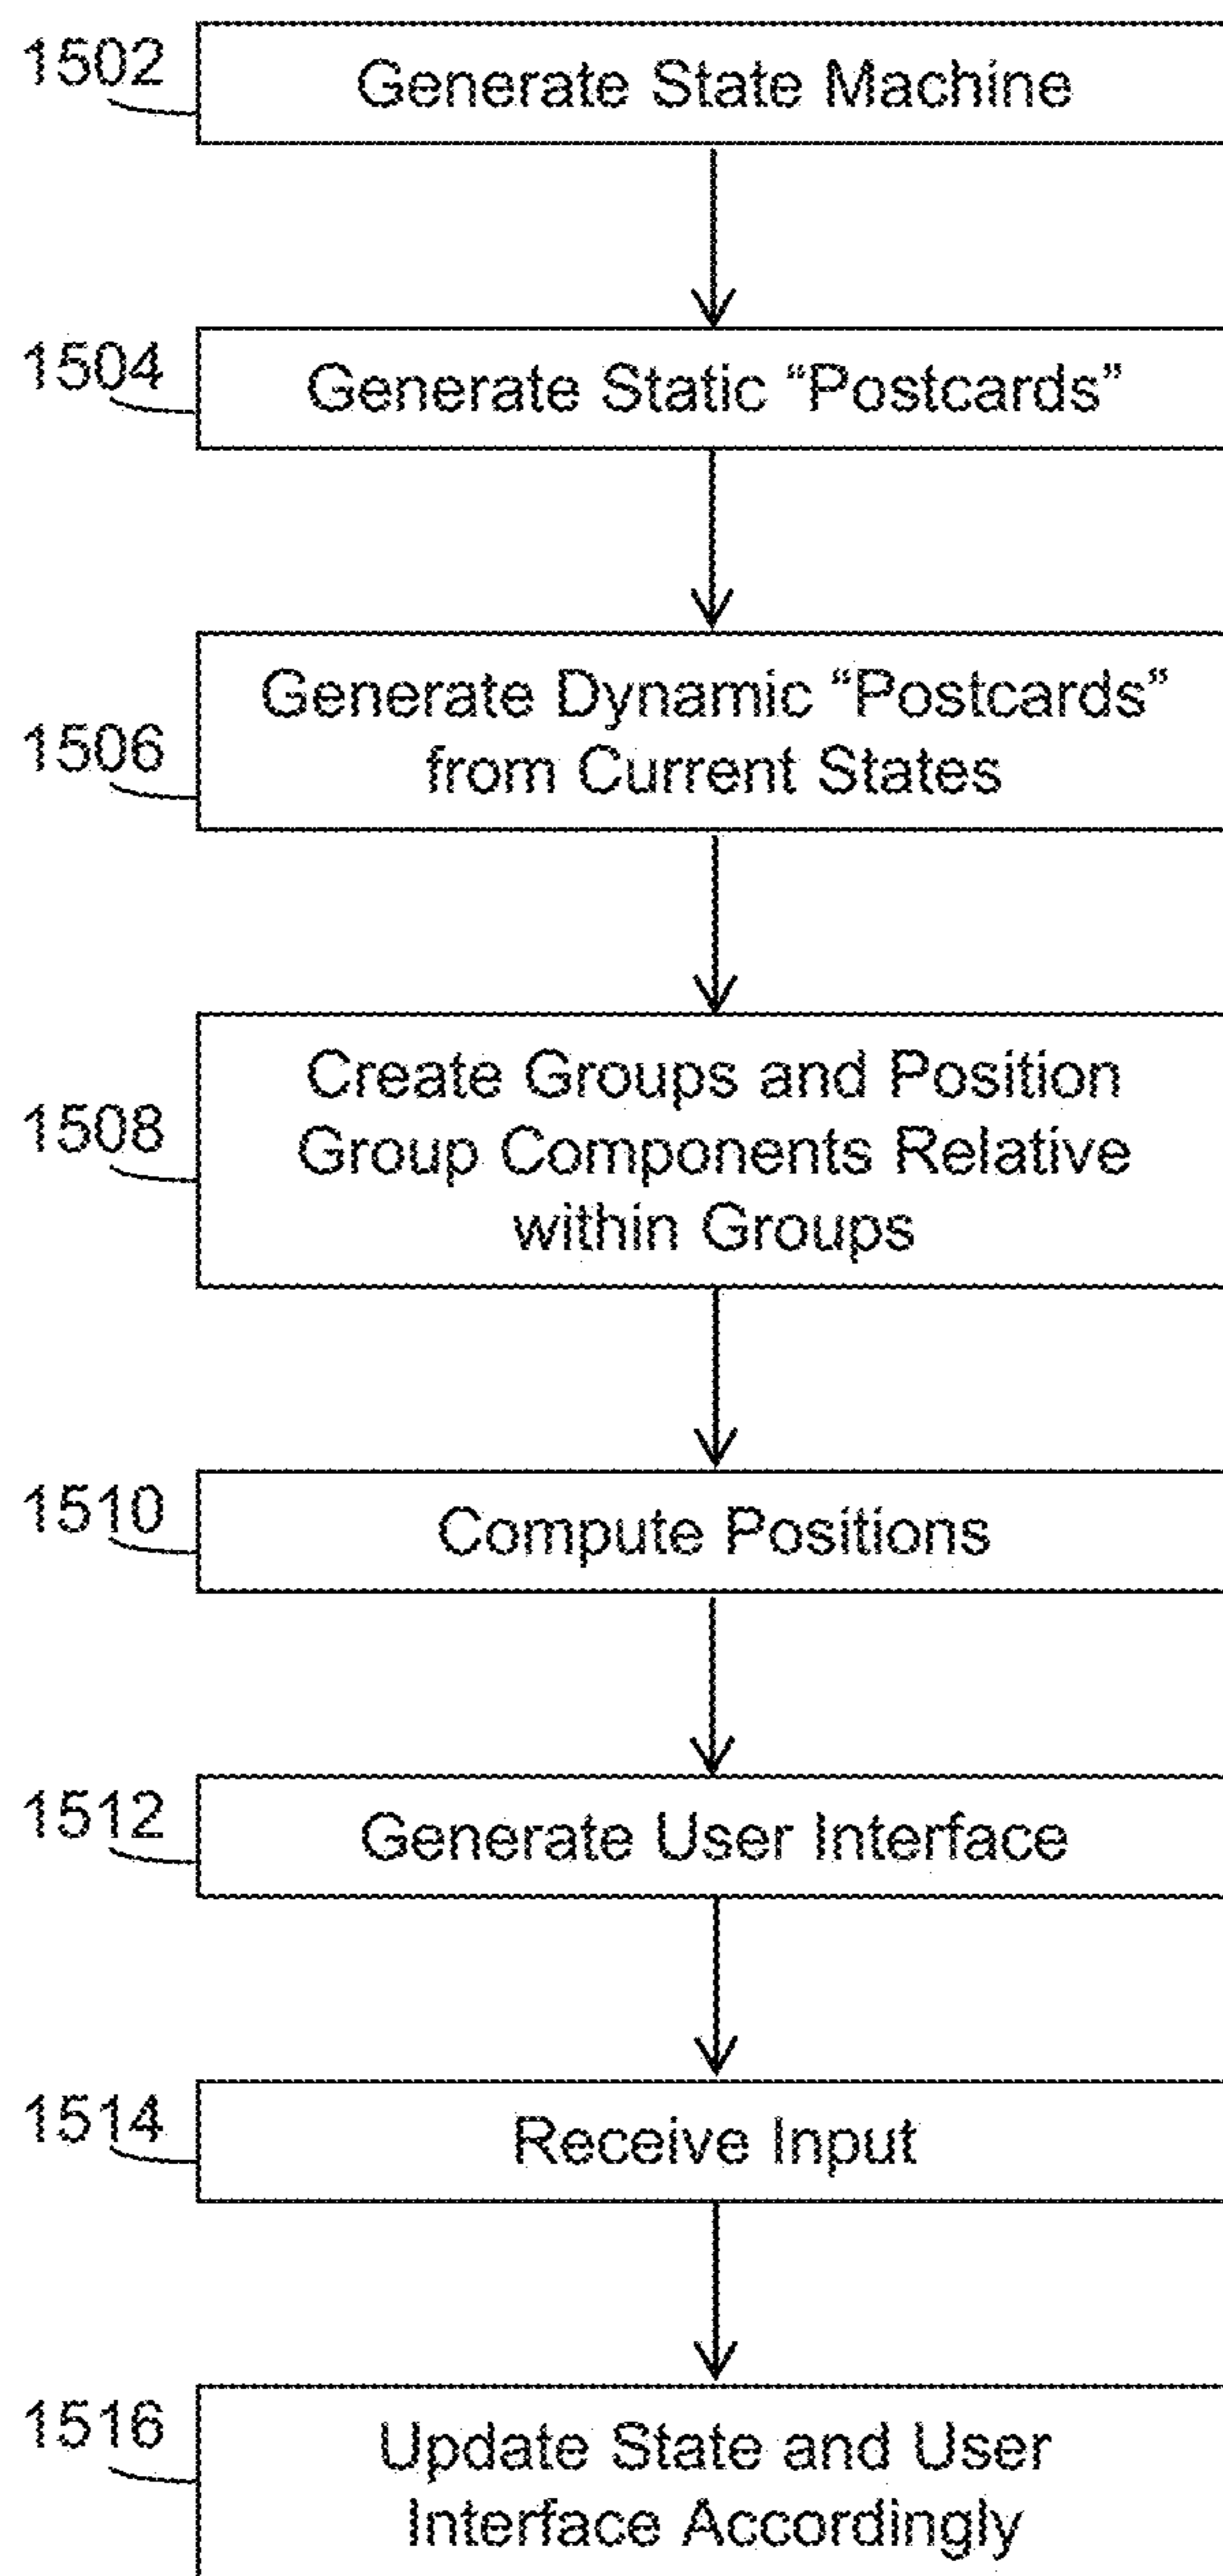 1502
Generate State Machine
1504
Generate Static “Postcards”
Generate Dynamic “Postcards“
1506
from Current States
Create Groups and Position
1508
Group Components Relative
within Groups
1510
Compute Positions
1512
Generate User Interface
1514
Receive Input
1516
Update State and User
Interface Accordingly